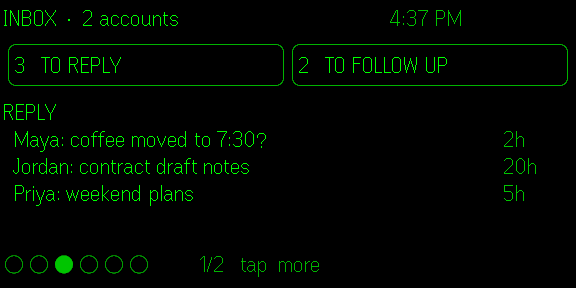 INBOX · 2 accounts 4:37 PM
3 TO REPLY 2 TO FOLLOW UP
REPLY
Maya: coffee moved to 7:30? 2h
Jordan: contract draft notes 20h
Priya: weekend plans 5h
1/2 tap more